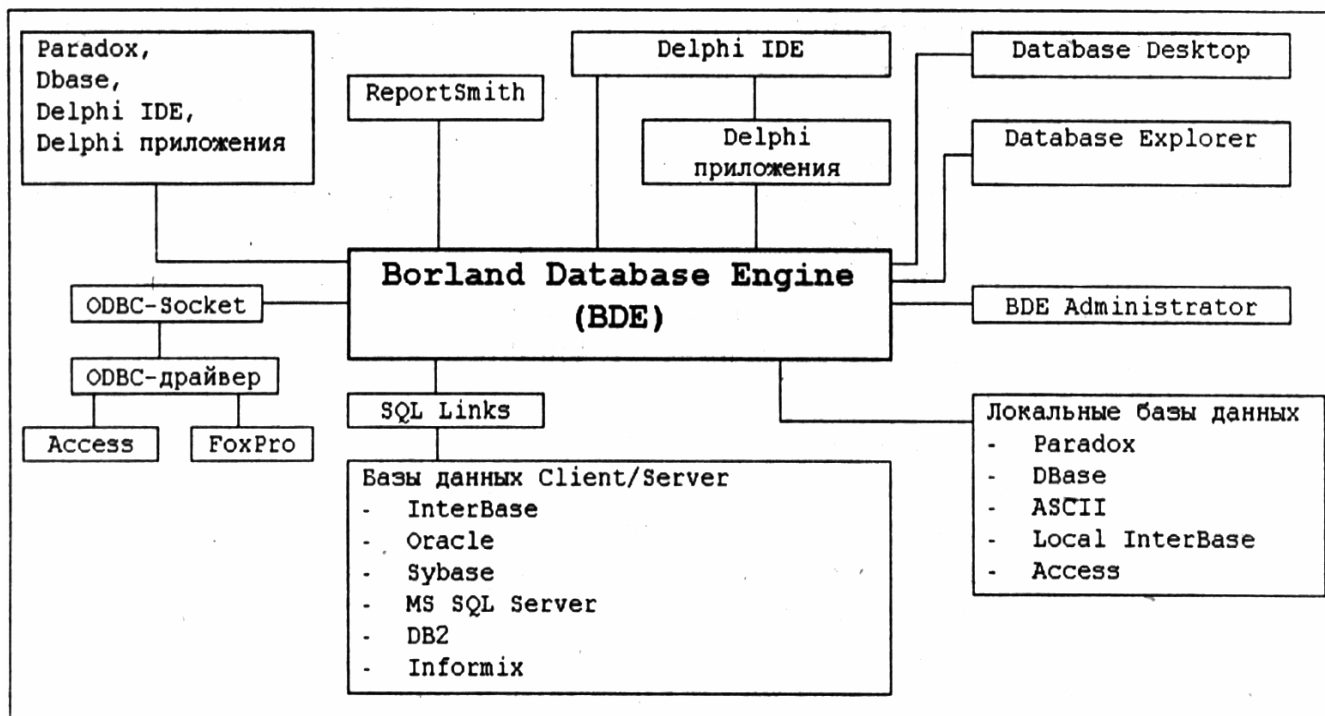 Paradox,
Dbase,
Delphi IDE,
Delphi приложения
ReportSmith
Delphi IDE
Delphi
приложения
Database Desktop
Database Explorer
Borland Database Engine
(BDE)
ODBC-Socket
ODBC-драйвер
Access
FoxPro
BDE Administrator
SQL Links
Базы данных Client/Server
- InterBase
- Oracle
- Sybase
- MS SQL Server
- DB2
- Informix
Локальные базы данных
- Paradox
- DBase
- ASCII
- Local InterBase
- Access